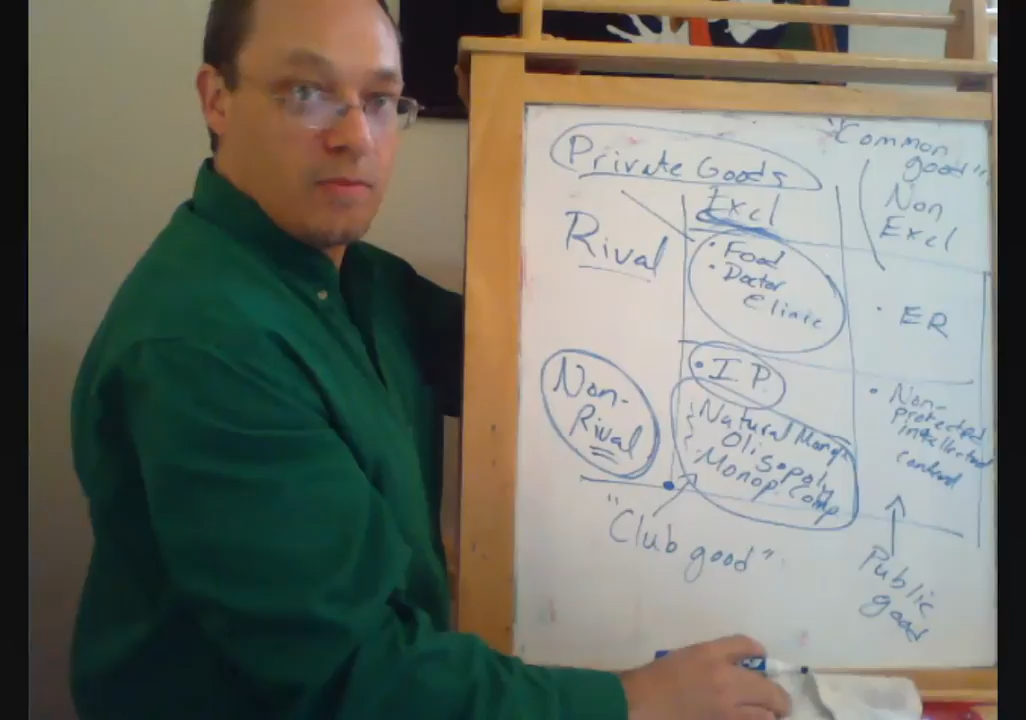 "Common
good"
Private Goods
Excl
Non
Excl
Rival
• Food
• Doctor
Clinic
• ER
• I P.
Non-
Rival
Natural Mono
Oligopoly
Monop. Comp
• Non-
protected
intellectual
content
"Club good"
Public
good